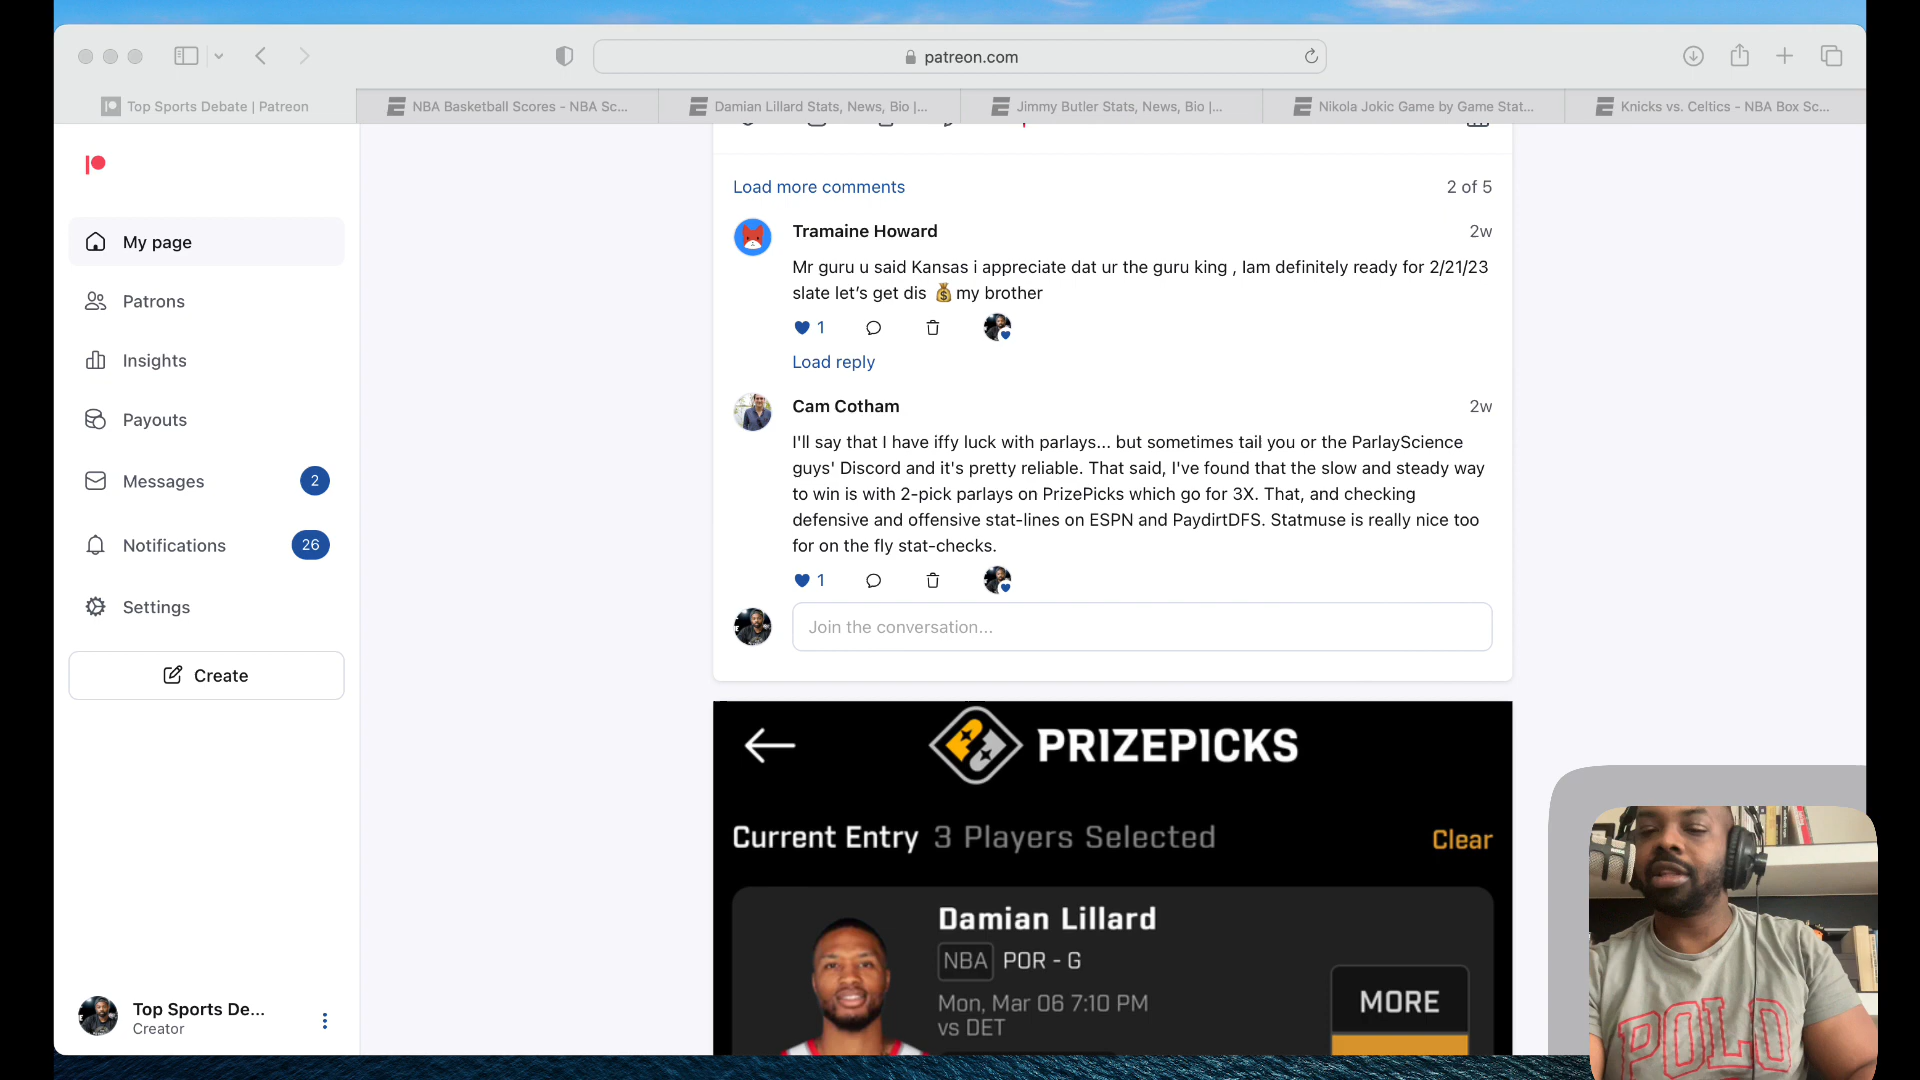 patreon.com
Top Sports Debate | Patreon
NBA Basketball Scores - NBA Sc...
Damian Lillard Stats, News, Bio |...
Jimmy Butler Stats, News, Bio |...
Nikola Jokic Game by Game Stat...
Knicks vs. Celtics - NBA Box Sc...
My page
Patrons
Insights
Payouts
Messages 2
Notifications 26
Settings
Create
Top Sports De...
Creator
Load more comments 2 of 5
Tramaine Howard 2w
Mr guru u said Kansas i appreciate dat ur the guru king , Iam definitely ready for 2/21/23
slate let’s get dis 💰 my brother
1
Load reply
Cam Cotham 2w
I'll say that I have iffy luck with parlays... but sometimes tail you or the ParlayScience
guys' Discord and it's pretty reliable. That said, I've found that the slow and steady way
to win is with 2-pick parlays on PrizePicks which go for 3X. That, and checking
defensive and offensive stat-lines on ESPN and PaydirtDFS. Statmuse is really nice too
for on the fly stat-checks.
1
Join the conversation...
PRIZEPICKS
Current Entry 3 Players Selected Clear
Damian Lillard
NBA POR - G
Mon, Mar 06 7:10 PM
vs DET
MORE
POLO